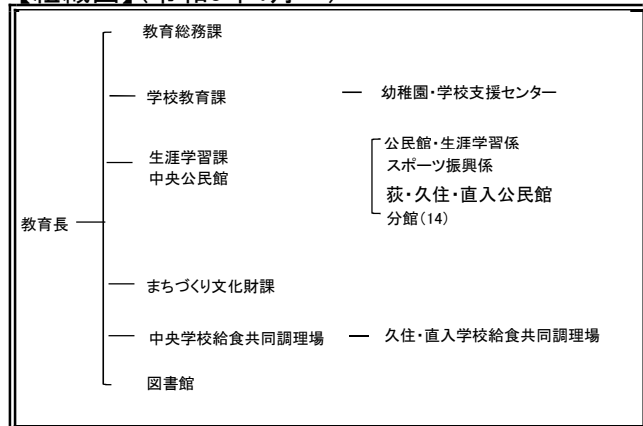 教育総務課
学校教育課 ― 幼稚園・学校支援センター
生涯学習課
中央公民館
公民館・生涯学習係
スポーツ振興係
荻・久住・直入公民館
分館(14)
教育長
まちづくり文化財課
中央学校給食共同調理場 ― 久住・直入学校給食共同調理場
図書館